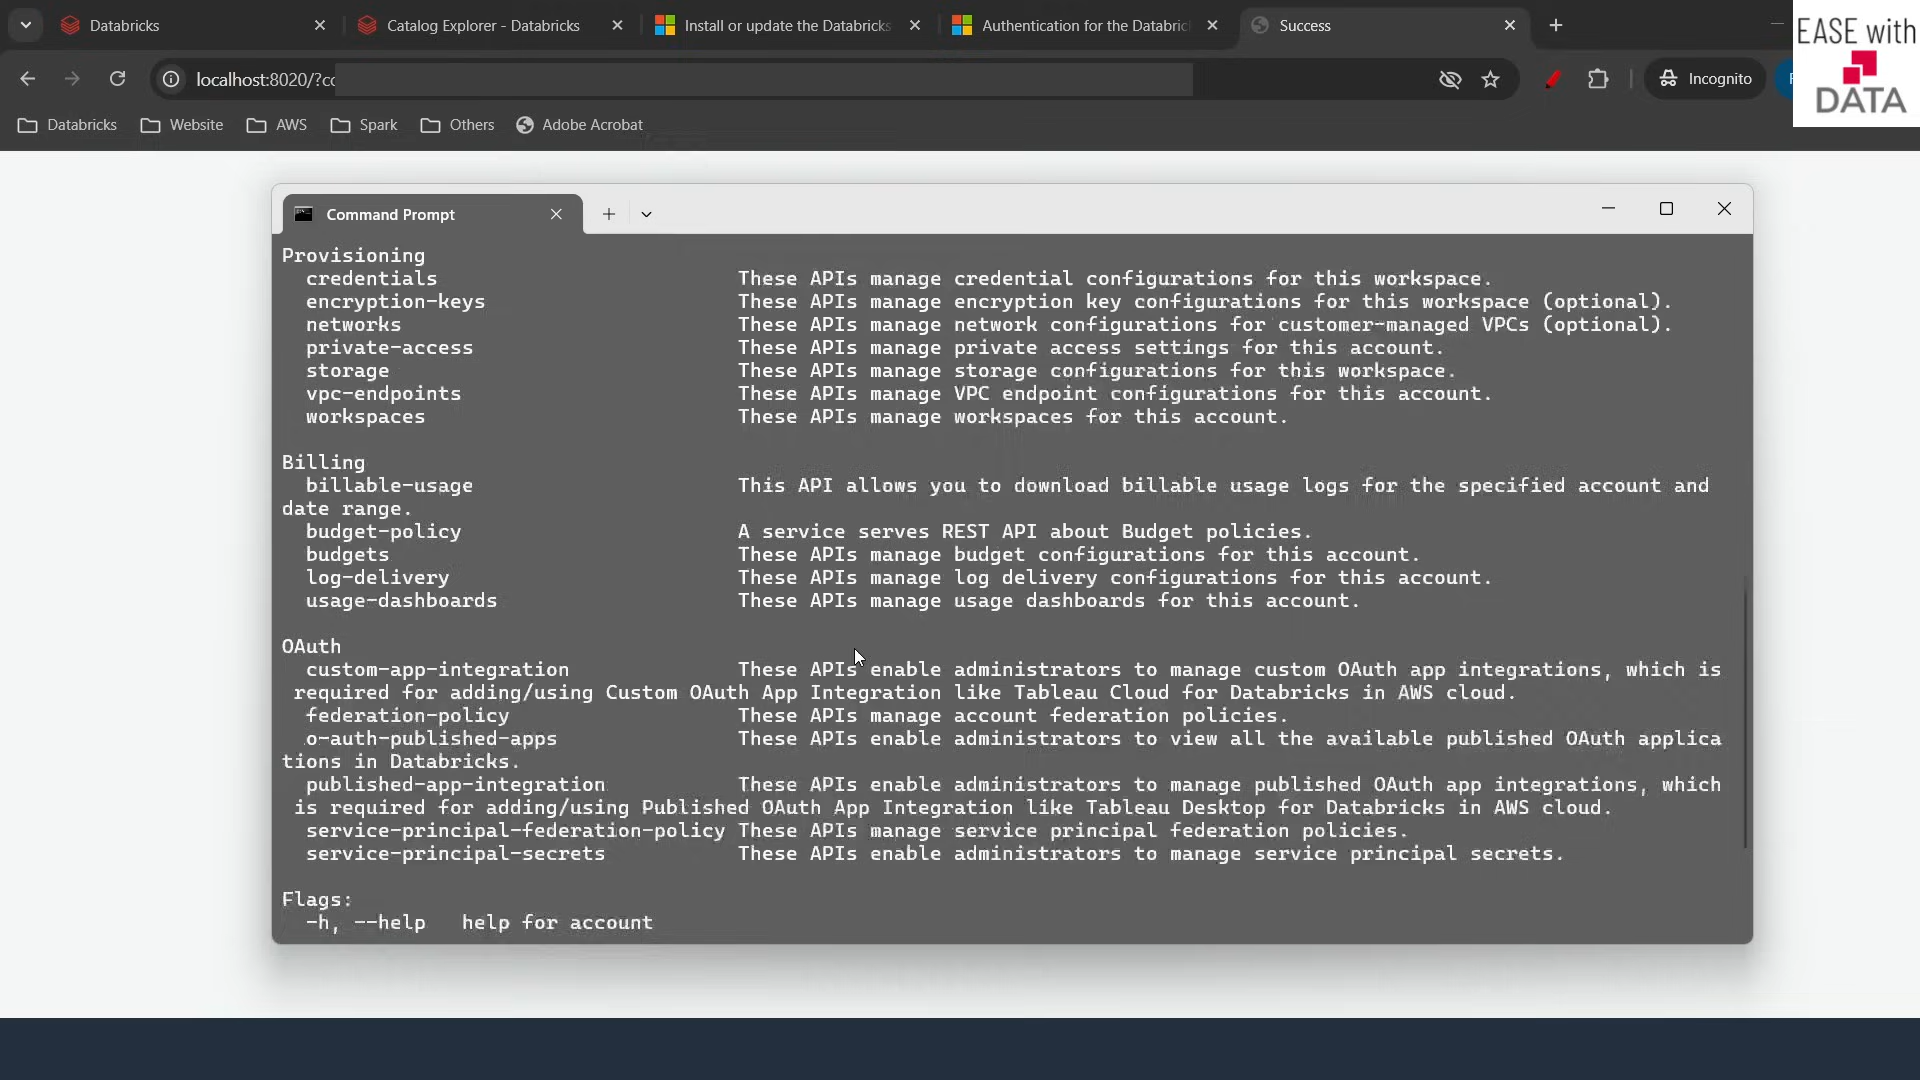 Databricks
Catalog Explorer - Databricks
Install or update the Databricks
Authentication for the Databric
Success
EASE with
DATA
localhost:8020/?co
Incognito
Databricks
Website
AWS
Spark
Others
Adobe Acrobat
Command Prompt
Provisioning
credentials These APIs manage credential configurations for this workspace.
encryption-keys These APIs manage encryption key configurations for this workspace (optional).
networks These APIs manage network configurations for customer-managed VPCs (optional).
private-access These APIs manage private access settings for this account.
storage These APIs manage storage configurations for this workspace.
vpc-endpoints These APIs manage VPC endpoint configurations for this account.
workspaces These APIs manage workspaces for this account.
Billing
billable-usage This API allows you to download billable usage logs for the specified account and
date range.
budget-policy A service serves REST API about Budget policies.
budgets These APIs manage budget configurations for this account.
log-delivery These APIs manage log delivery configurations for this account.
usage-dashboards These APIs manage usage dashboards for this account.
OAuth
custom-app-integration These APIs enable administrators to manage custom OAuth app integrations, which is
required for adding/using Custom OAuth App Integration like Tableau Cloud for Databricks in AWS cloud.
federation-policy These APIs manage account federation policies.
o-auth-published-apps These APIs enable administrators to view all the available published OAuth applica
tions in Databricks.
published-app-integration These APIs enable administrators to manage published OAuth app integrations, which
is required for adding/using Published OAuth App Integration like Tableau Desktop for Databricks in AWS cloud.
service-principal-federation-policy These APIs manage service principal federation policies.
service-principal-secrets These APIs enable administrators to manage service principal secrets.
Flags:
-h, --help help for account